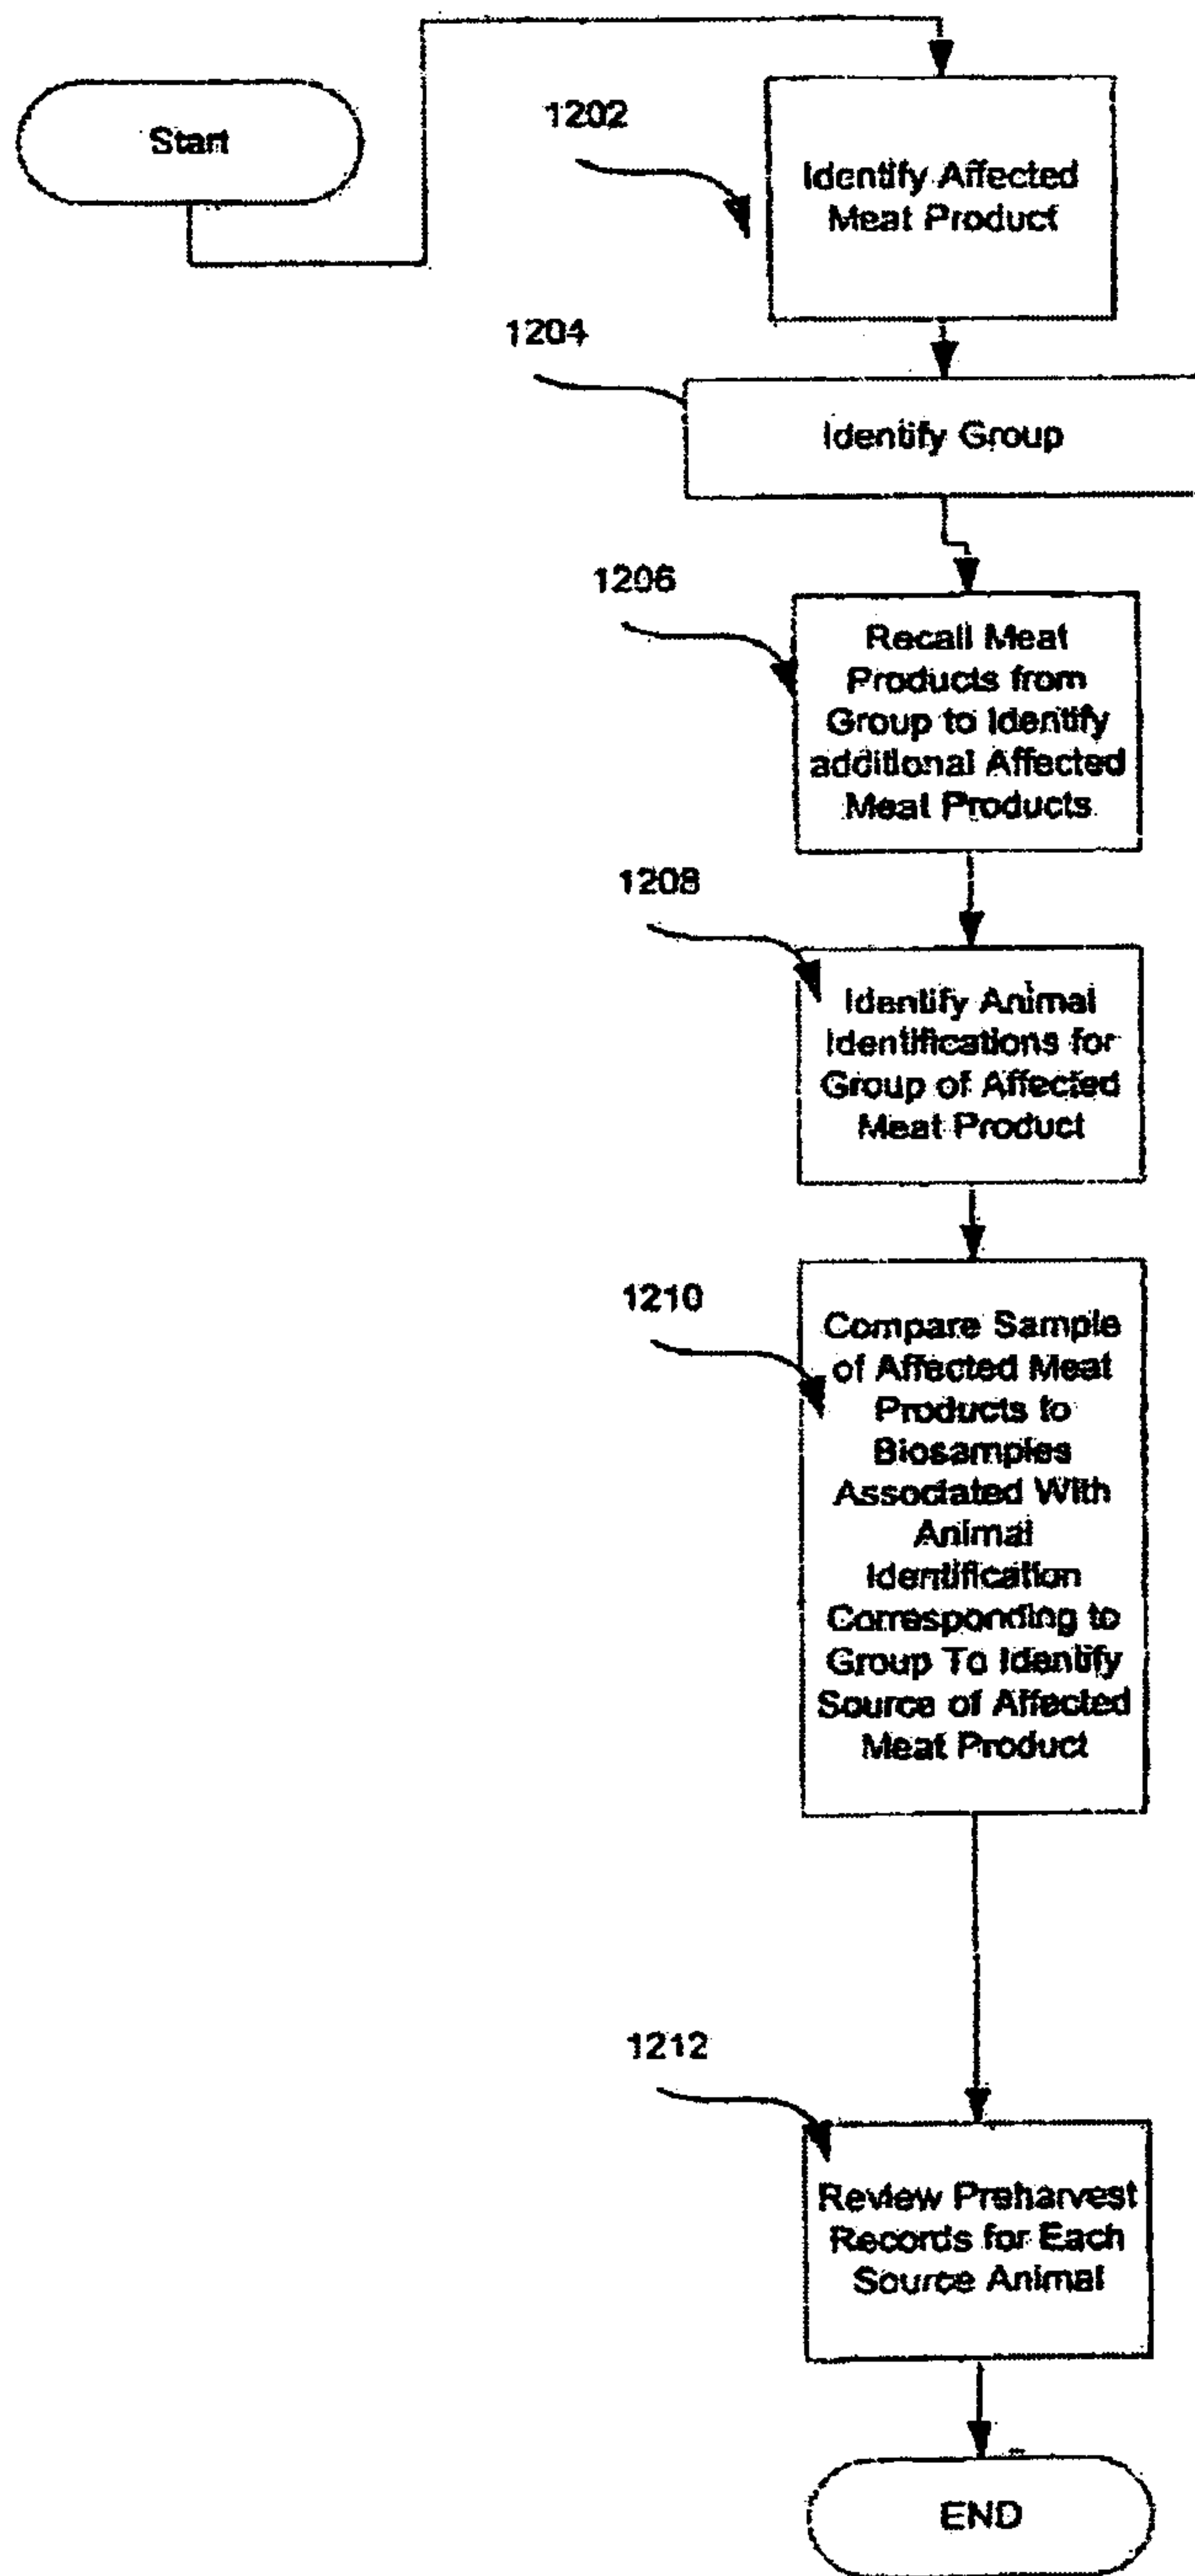 Start
1202
Identify Affected
Meat Product
1204
Identify Group
1206
Recall Meat
Products from
Group to Identify
additional Affected
Meat Products
1208
Identify Animal
Identifications for
Group of Affected
Meat Product
1210
Compare Sample
of Affected Meat
Products to
Biosamples
Associated With
Animal
Identification
Corresponding to
Group To Identify
Source of Affected
Meat Product
1212
Review Preharvest
Records for Each
Source Animal
END